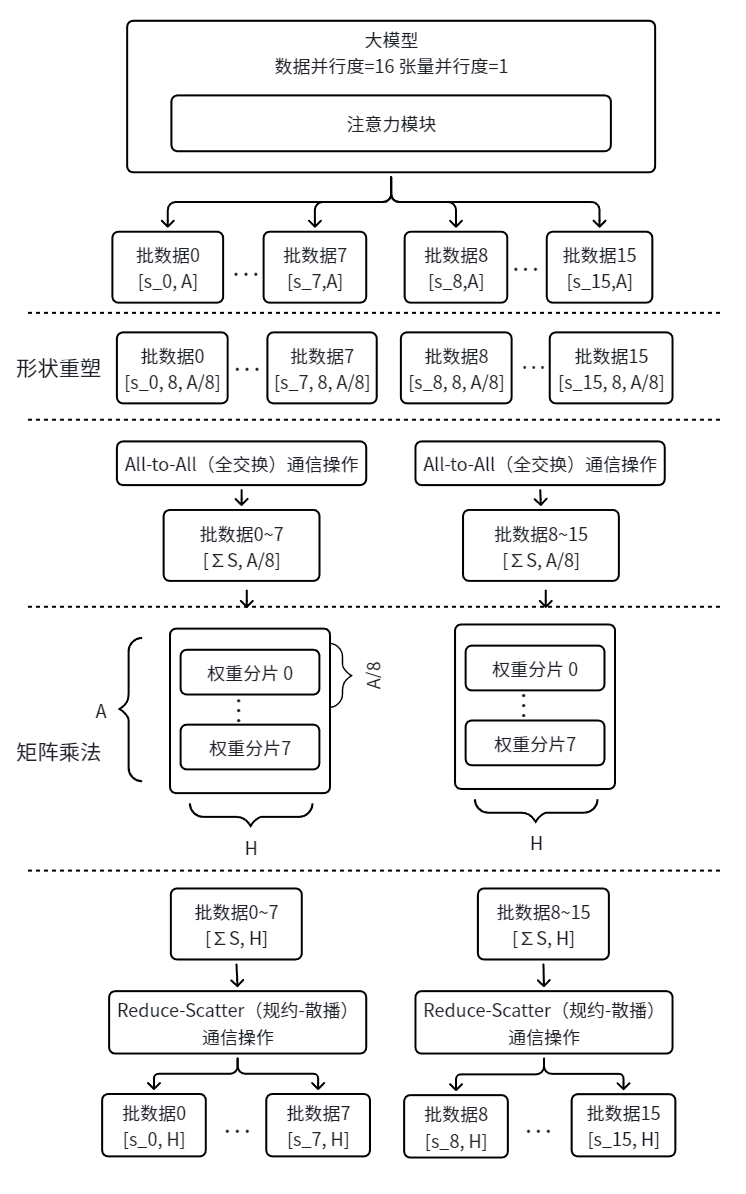 大模型
数据并行度=16 张量并行度=1
注意力模块
批数据0
[s_0, A]
...
批数据7
[s_7,A]
批数据8
[s_8,A]
...
批数据15
[s_15,A]
形状重塑
批数据0
[s_0, 8, A/8]
...
批数据7
[s_7, 8, A/8]
批数据8
[s_8, 8, A/8]
...
批数据15
[s_15, 8, A/8]
All-to-All（全交换）通信操作
All-to-All（全交换）通信操作
批数据0~7
[ΣS, A/8]
批数据8~15
[ΣS, A/8]
矩阵乘法
A
权重分片 0
...
权重分片7
A/8
H
权重分片 0
...
权重分片7
H
批数据0~7
[ΣS, H]
批数据8~15
[ΣS, H]
Reduce-Scatter（规约-散播）
通信操作
Reduce-Scatter（规约-散播）
通信操作
批数据0
[s_0, H]
...
批数据7
[s_7, H]
批数据8
[s_8, H]
...
批数据15
[s_15, H]